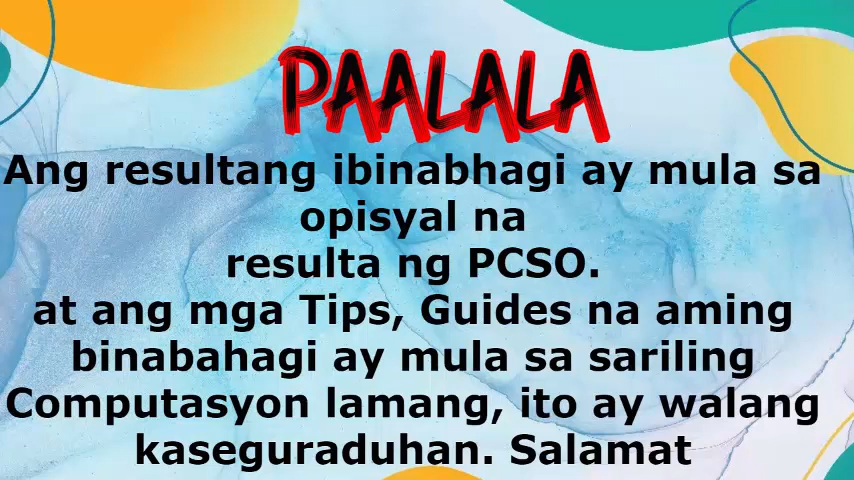 PAALALA
Ang resultang ibinabhagi ay mula sa
opisyal na
resulta ng PCSO.
at ang mga Tips, Guides na aming
binabahagi ay mula sa sariling
Computasyon lamang, ito ay walang
kaseguraduhan. Salamat